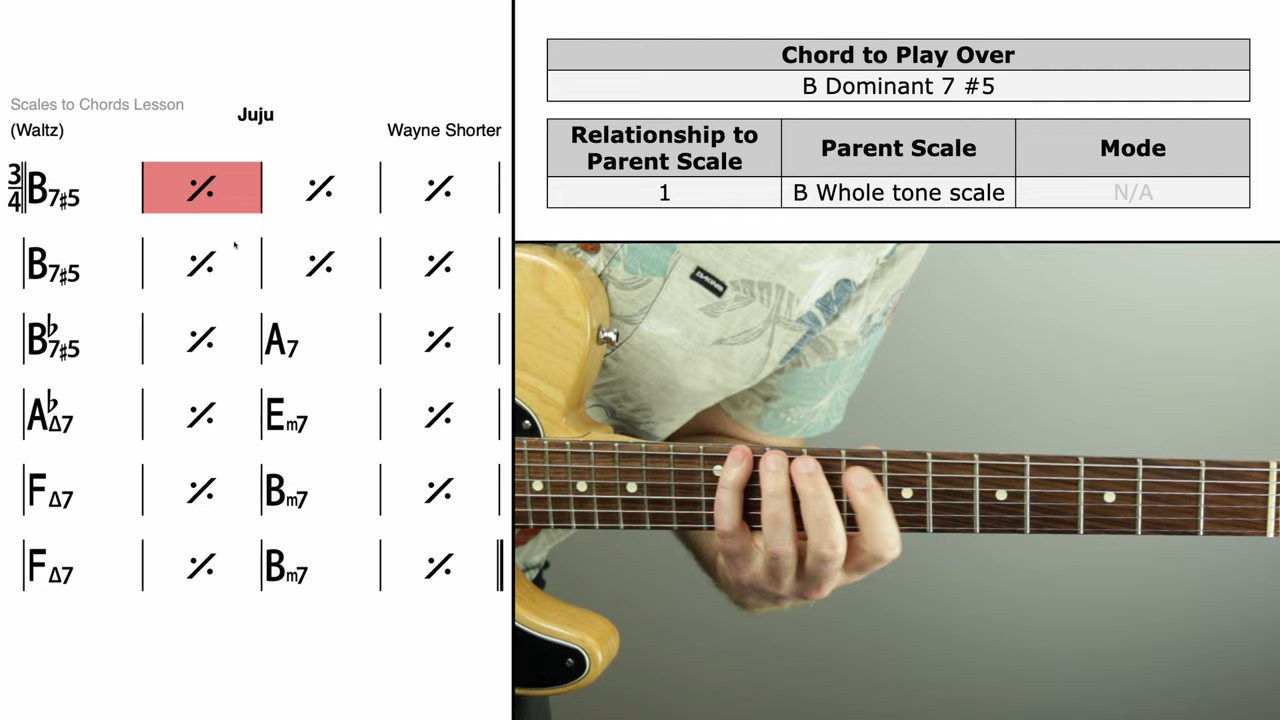 Scales to Chords Lesson
Juju
(Waltz)
Wayne Shorter
3/4 B7♯5 𝄎 𝄎 𝄎
B7♯5 𝄎 𝄎 𝄎
B♭7♯5 𝄎 A7 𝄎
A♭Δ7 𝄎 Em7 𝄎
FΔ7 𝄎 Bm7 𝄎
FΔ7 𝄎 Bm7 𝄎
Chord to Play Over
B Dominant 7 #5
Relationship to
Parent Scale
Parent Scale
Mode
1
B Whole tone scale
N/A
DAKINE